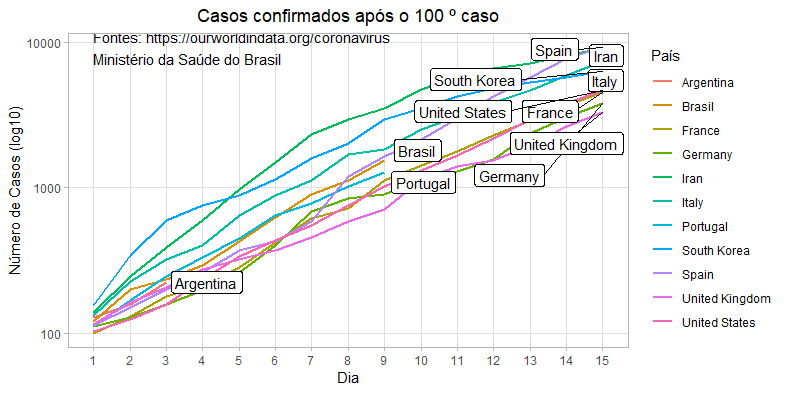 Casos confirmados após o 100 º caso
Fontes: https://ourworldindata.org/coronavirus
Ministério da Saúde do Brasil
Número de Casos (log10)
10000
1000
100
Spain
Iran
South Korea
Italy
United States
France
Brasil
United Kingdom
Portugal
Germany
Argentina
1 2 3 4 5 6 7 8 9 10 11 12 13 14 15
Dia
País
Argentina
Brasil
France
Germany
Iran
Italy
Portugal
South Korea
Spain
United Kingdom
United States